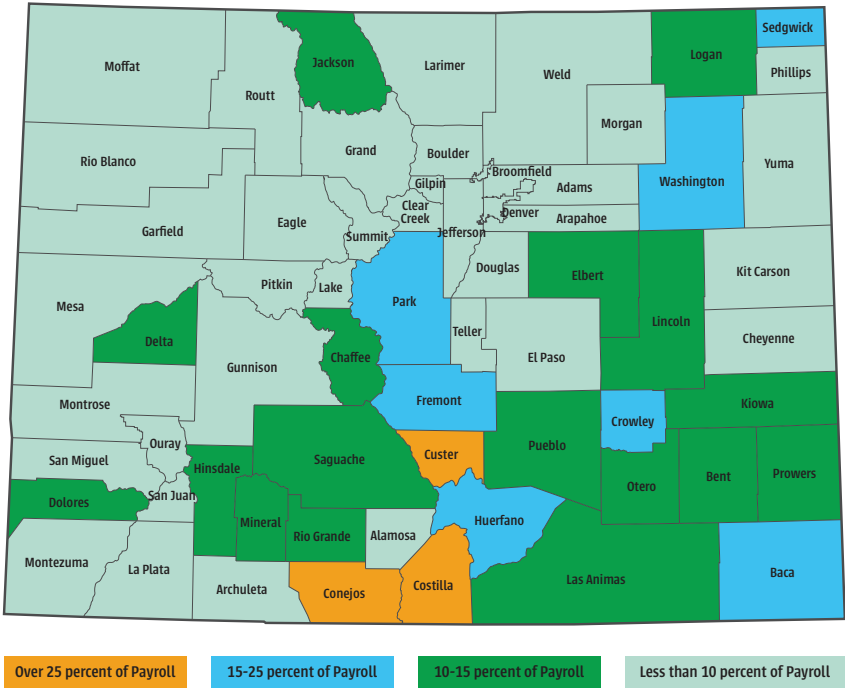 Sedgwick
Moffat
Jackson
Larimer
Logan
Weld
Phillips
Routt
Morgan
Grand
Boulder
Rio Blanco
Yuma
Broomfield
Gilpin
Washington
Adams
Clear
Creek
Denver
Arapahoe
Eagle
Garfield
Summit
Jefferson
Douglas
Elbert
Kit Carson
Pitkin
Lake
Park
Mesa
Lincoln
Teller
Delta
Cheyenne
Chaffee
El Paso
Gunnison
Fremont
Montrose
Kiowa
Crowley
Ouray
Pueblo
Custer
San Miguel
Saguache
Hinsdale
Prowers
Bent
Otero
San Juan
Dolores
Mineral
Huerfano
Rio Grande
Alamosa
Montezuma
La Plata
Baca
Las Animas
Costilla
Archuleta
Conejos
Over 25 percent of Payroll
15-25 percent of Payroll
10-15 percent of Payroll
Less than 10 percent of Payroll